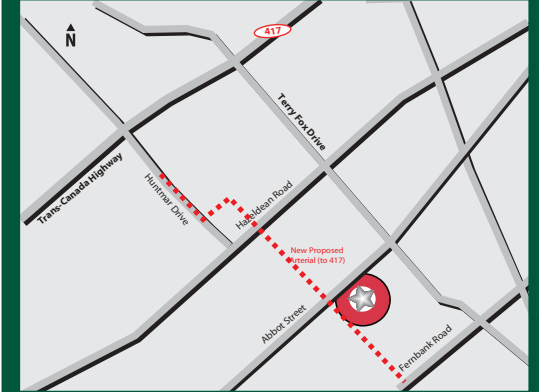 N
417
Terry Fox Drive
Trans-Canada Highway
Huntmar Drive
Hazeldean Road
New Proposed
Arterial (to 417)
Abbot Street
Fernbank Road